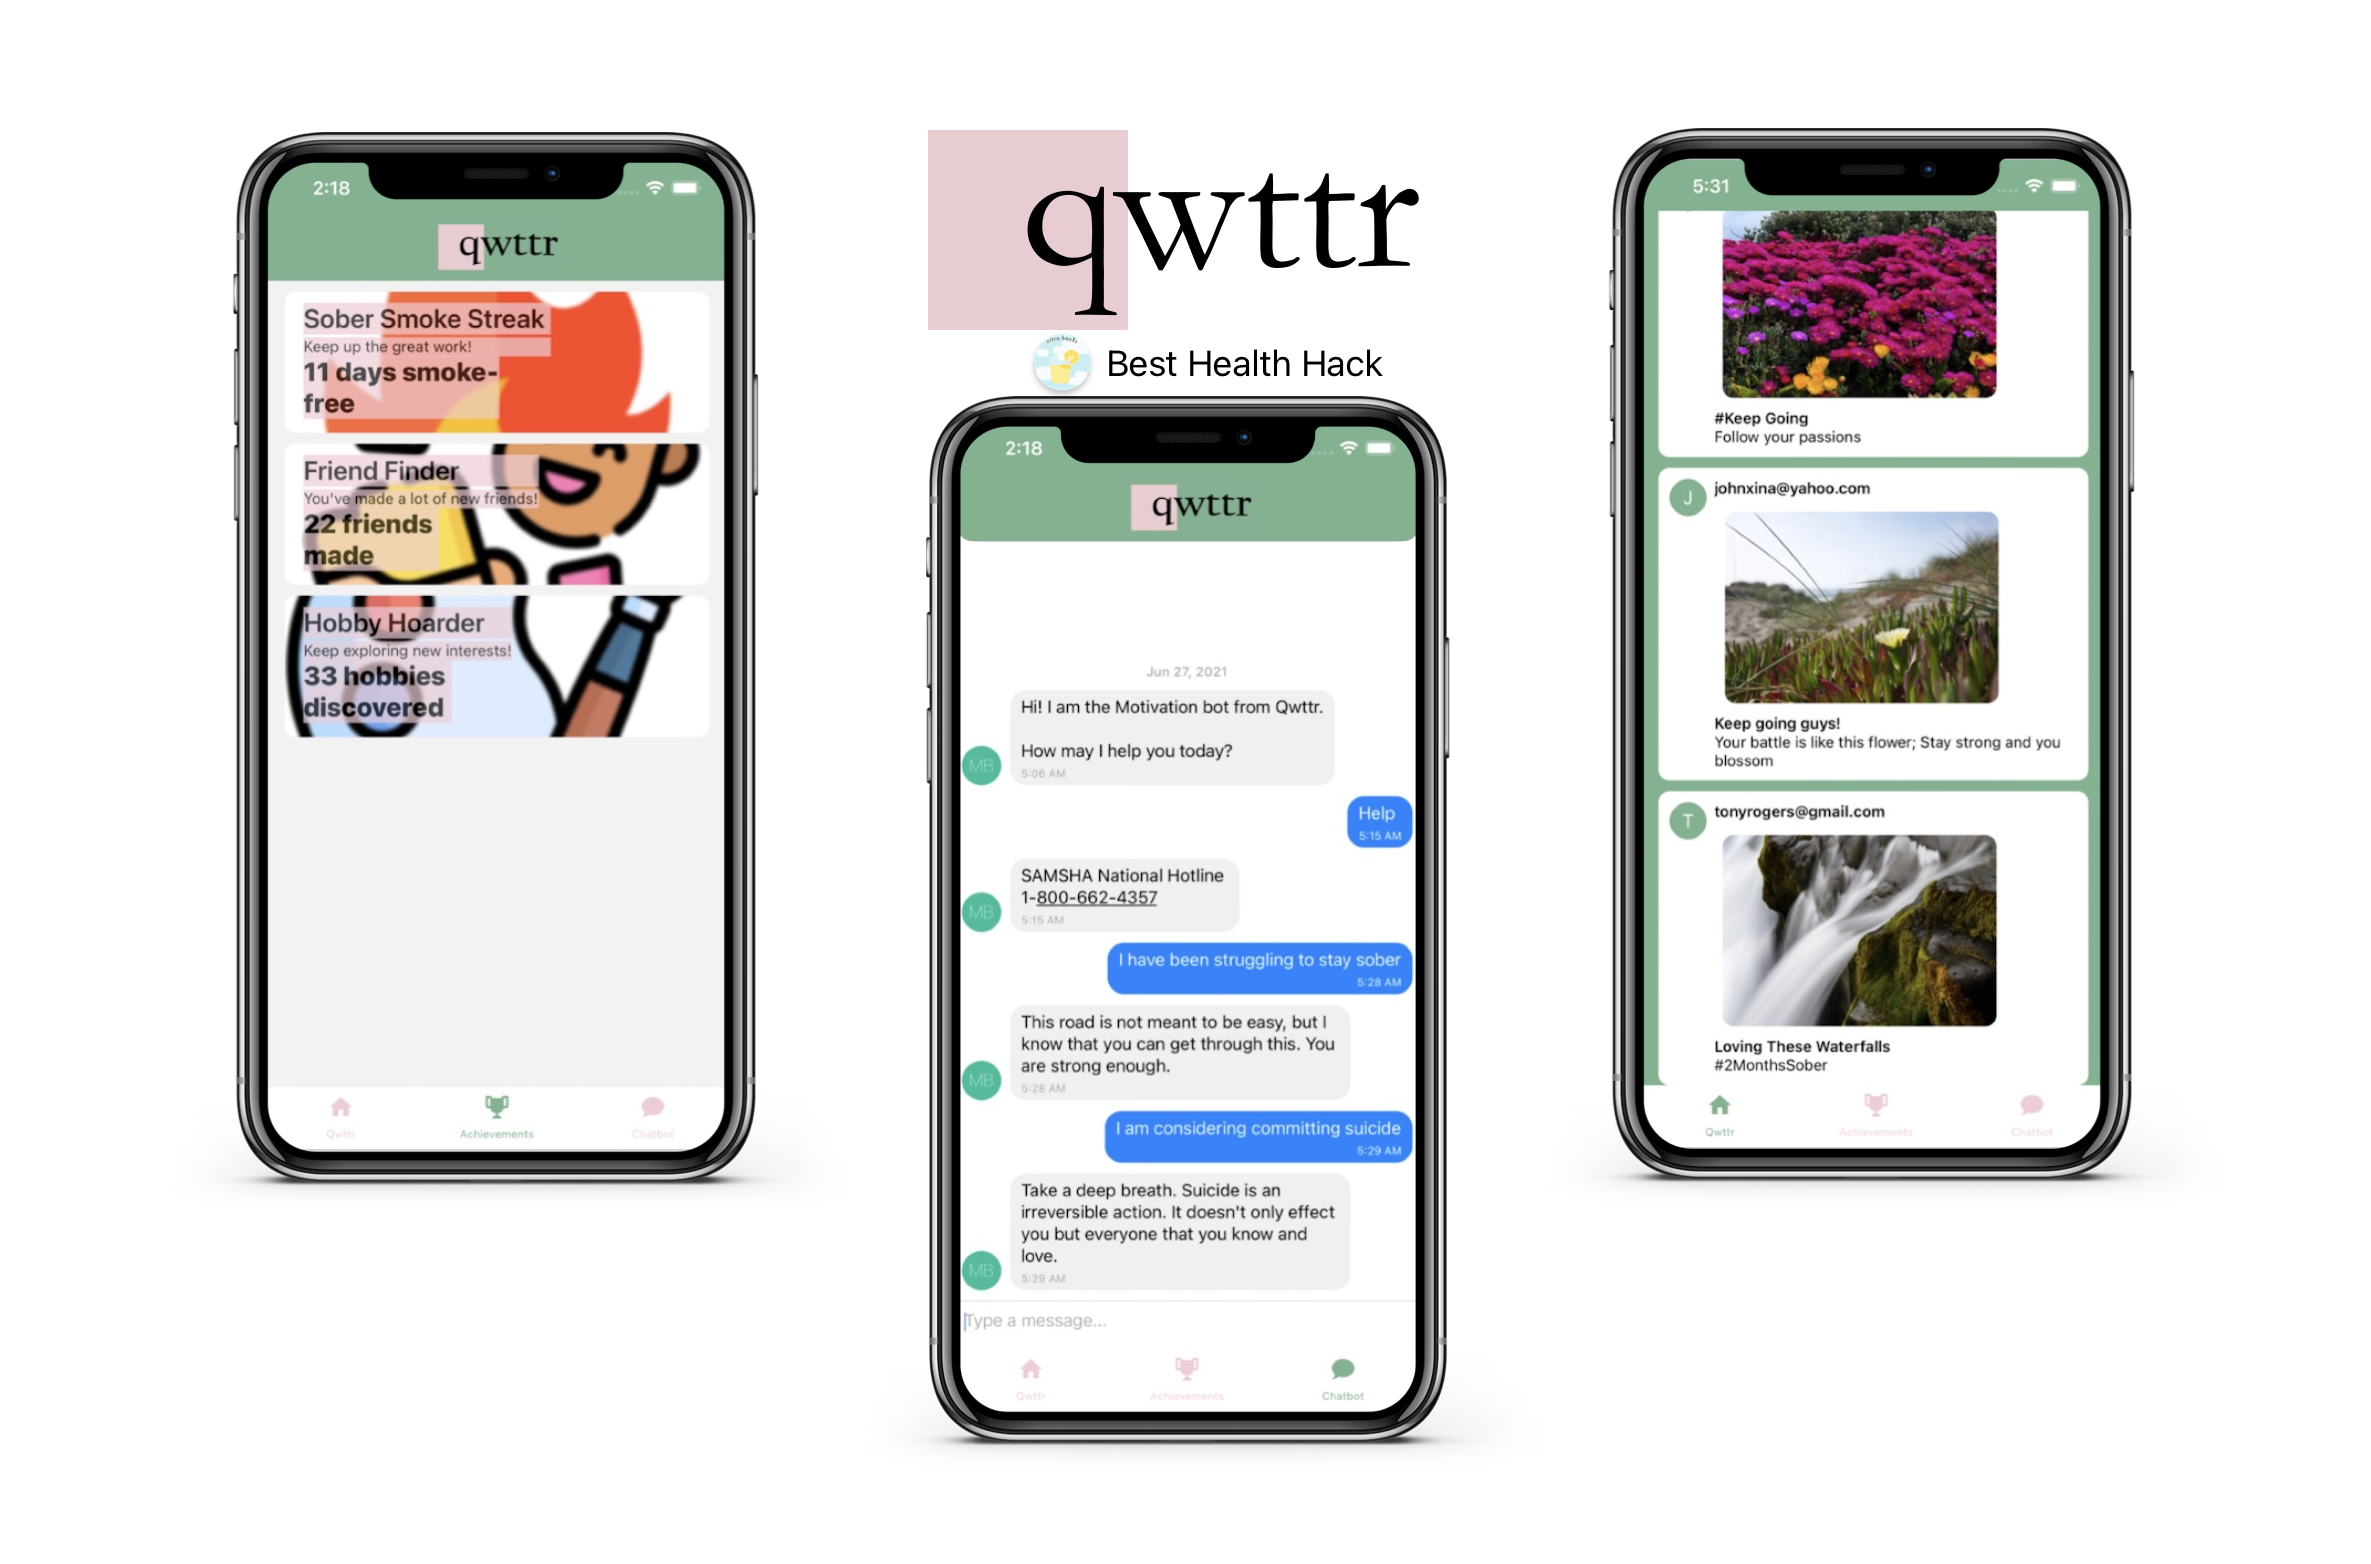 2:18
qwttr
Sober Smoke Streak
Keep up the great work!
11 days smoke-
free
Friend Finder
You've made a lot of new friends!
22 friends
made
Hobby Hoarder
Keep exploring new interests!
33 hobbies
discovered
Qwttr
Achievements
Chatbot
qwttr
citro hacks
Best Health Hack
2:18
qwttr
Jun 27, 2021
Hi! I am the Motivation bot from Qwttr.
How may I help you today?
5:06 AM
MB
Help
5:15 AM
SAMSHA National Hotline
1-800-662-4357
5:15 AM
MB
I have been struggling to stay sober
5:28 AM
This road is not meant to be easy, but I
know that you can get through this. You
are strong enough.
5:28 AM
MB
I am considering committing suicide
5:29 AM
Take a deep breath. Suicide is an
irreversible action. It doesn't only effect
you but everyone that you know and
love.
5:29 AM
MB
Type a message...
Qwttr
Achievements
Chatbot
5:31
#Keep Going
Follow your passions
J
johnxina@yahoo.com
Keep going guys!
Your battle is like this flower; Stay strong and you
blossom
T
tonyrogers@gmail.com
Loving These Waterfalls
#2MonthsSober
Qwttr
Achievements
Chatbot